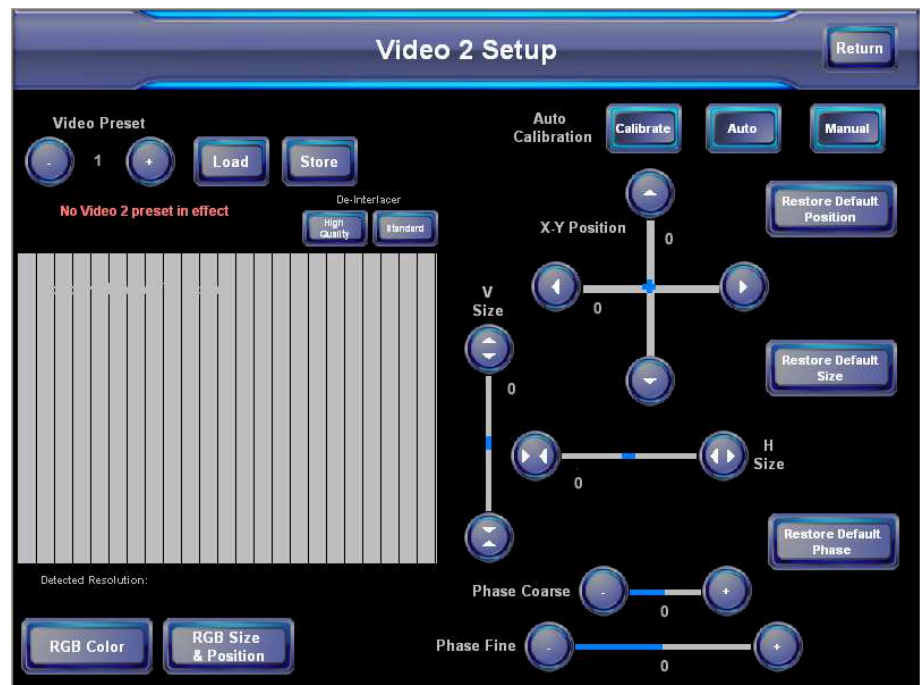 Video 2 Setup
Return
Video Preset
- 1 +
Load
Store
No Video 2 preset in effect
De-Interlacer
High
Quality
Standard
Auto
Calibration
Calibrate
Auto
Manual
X-Y Position
0
0
Restore Default
Position
V
Size
0
Restore Default
Size
H
Size
0
Restore Default
Phase
Detected Resolution:
Phase Coarse
- +
0
Phase Fine
- +
0
RGB Color
RGB Size
& Position